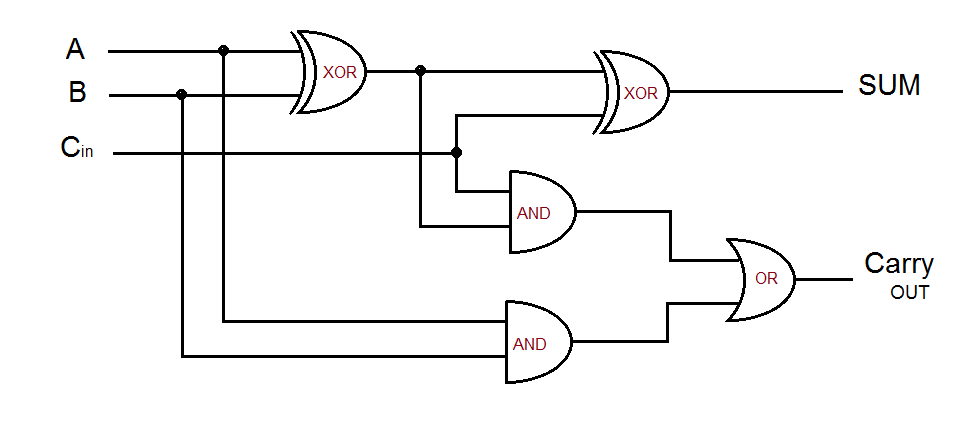 A
XOR
B
XOR
SUM
Cin
AND
Carry
OUT
OR
AND